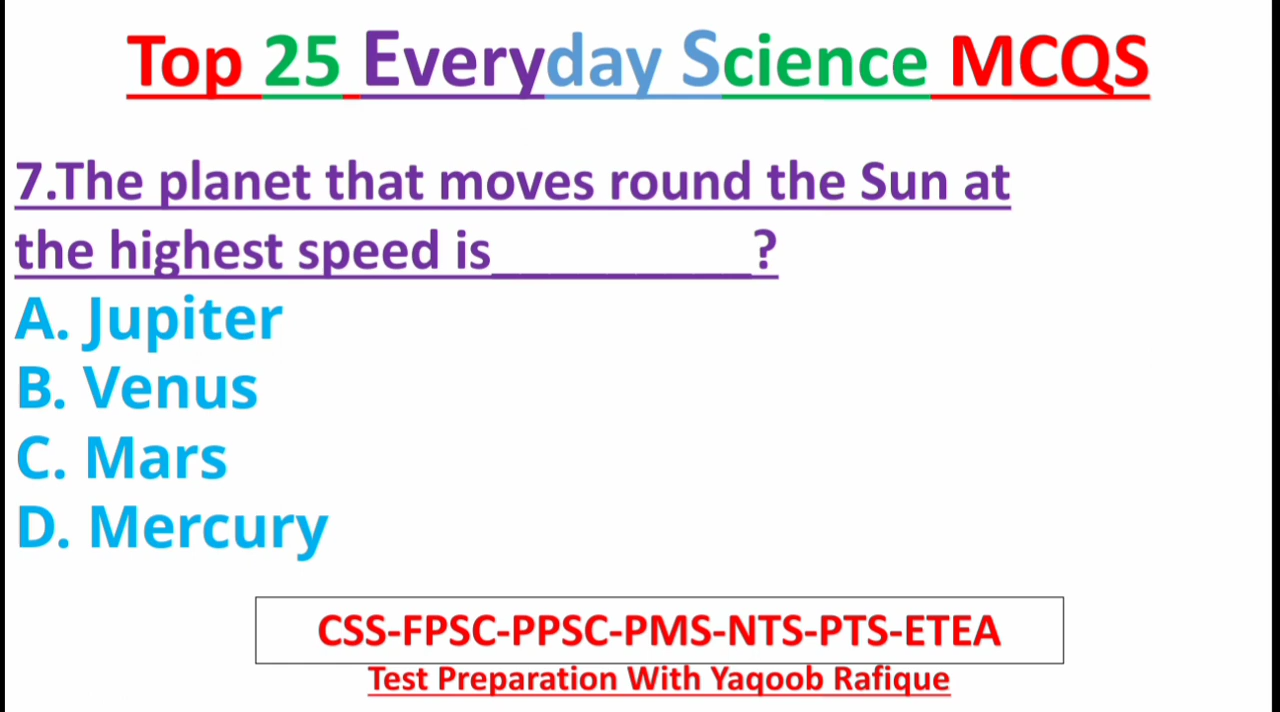 Top 25 Everyday Science MCQS
7.The planet that moves round the Sun at
the highest speed is__________?
A. Jupiter
B. Venus
C. Mars
D. Mercury
CSS-FPSC-PPSC-PMS-NTS-PTS-ETEA
Test Preparation With Yaqoob Rafique